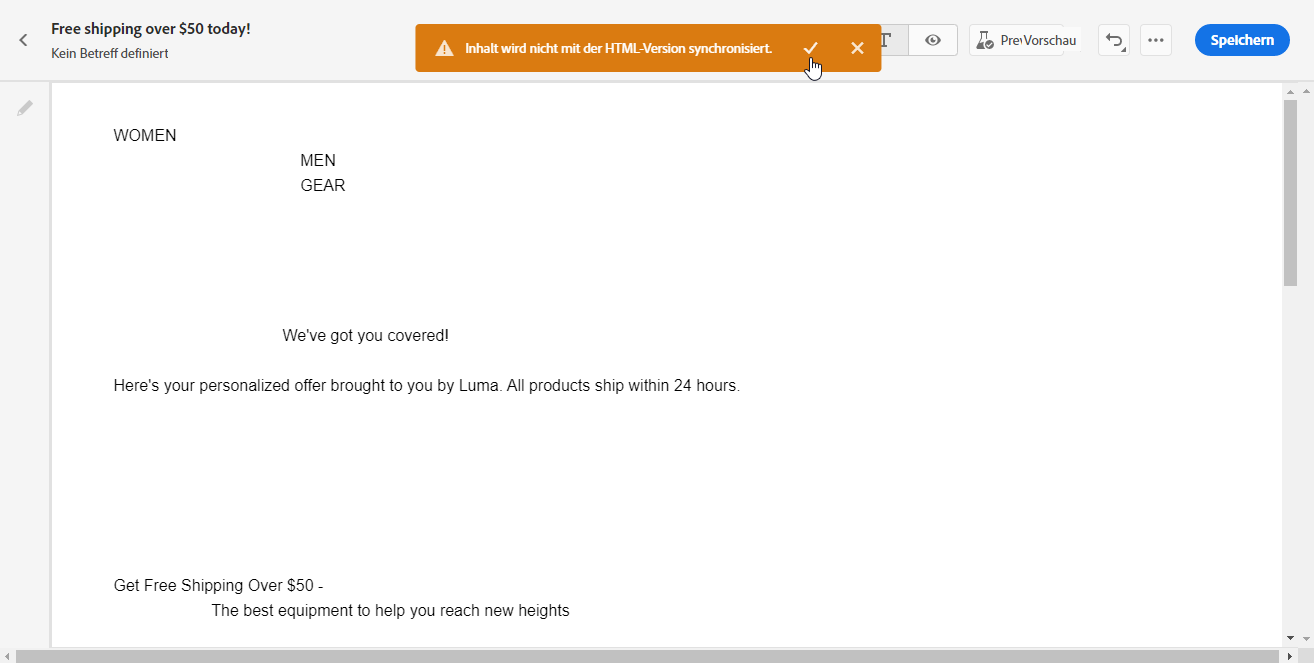 Free shipping over $50 today!
Kein Betreff definiert
Inhalt wird nicht mit der HTML-Version synchronisiert.
T
Pre Vorschau
Speichern
WOMEN
MEN
GEAR
We've got you covered!
Here's your personalized offer brought to you by Luma. All products ship within 24 hours.
Get Free Shipping Over $50 -
The best equipment to help you reach new heights